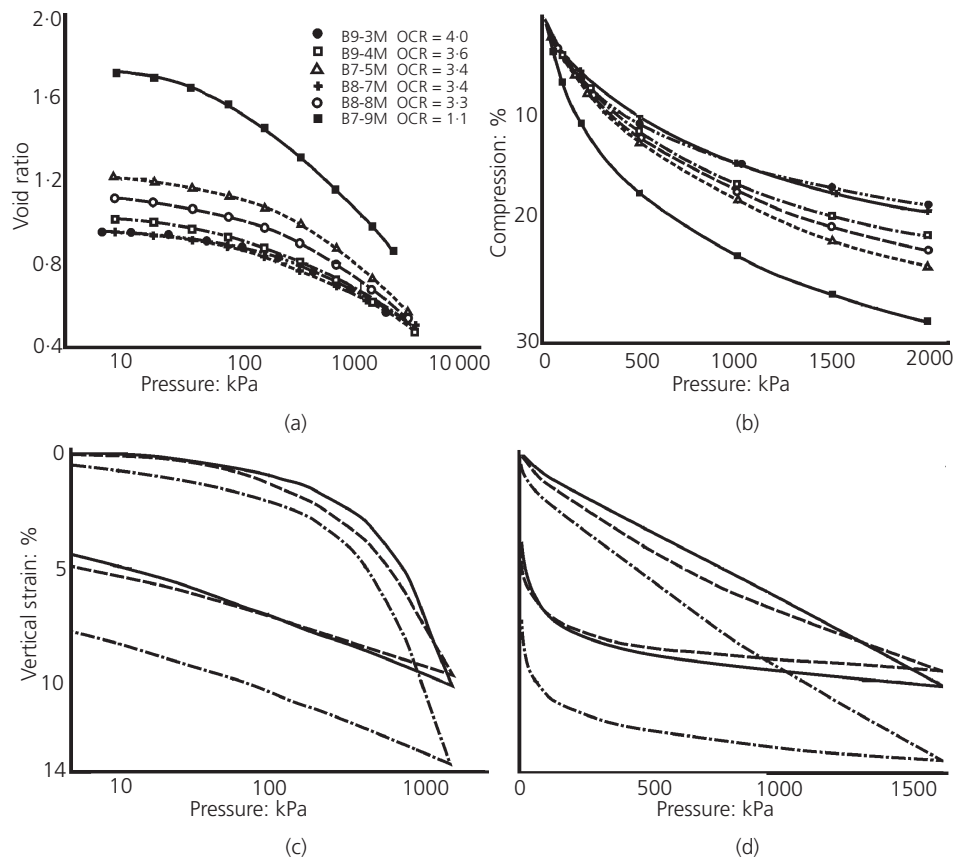 2·0
1·6
1·2
0·8
0·4
Void ratio
B9-3M OCR = 4·0
B9-4M OCR = 3·6
B7-5M OCR = 3·4
B8-7M OCR = 3·4
B8-8M OCR = 3·3
B7-9M OCR = 1·1
10 100 1000 10 000
Pressure: kPa
(a)
10
20
30
Compression: %
0 500 1000 1500 2000
Pressure: kPa
(b)
0
5
10
14
Vertical strain: %
10 100 1000
Pressure: kPa
(c)
0 500 1000 1500
Pressure: kPa
(d)